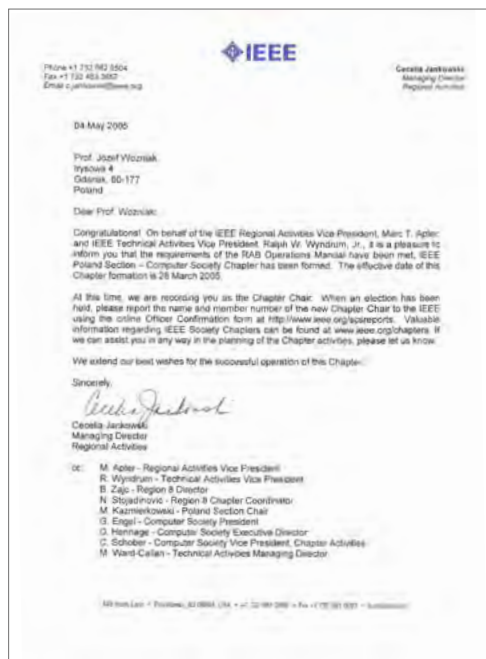 IEEE
Phone +1 732 562 5504
Fax +1 732 463 3657
Email c.jankowski@ieee.org
Cecelia Jankowski
Managing Director
Regional Activities
04 May 2005
Prof. Jozef Wozniak
Irysowa 4
Gdansk, 80-177
Poland
Dear Prof. Wozniak:
Congratulations! On behalf of the IEEE Regional Activities Vice President, Marc T. Apter
and IEEE Technical Activities Vice President, Ralph W. Wyndrum, Jr., it is a pleasure to
inform you that the requirements of the RAB Operations Manual have been met, IEEE
Poland Section – Computer Society Chapter has been formed. The effective date of this
Chapter formation is 28 March 2005.
At this time, we are recording you as the Chapter Chair. When an election has been
held, please report the name and member number of the new Chapter Chair to the IEEE
using the online Officer Confirmation form at http://www.ieee.org/scsreports. Valuable
information regarding IEEE Society Chapters can be found at www.ieee.org/chapters. If
we can assist you in any way in the planning of the Chapter activities, please let us know.
We extend our best wishes for the successful operation of this Chapter.
Sincerely,
Cecelia Jankowski
Cecelia Jankowski
Managing Director
Regional Activities
cc: M. Apter - Regional Activities Vice President
R. Wyndrum - Technical Activities Vice President
B. Zajc - Region 8 Director
N. Stojadinovic - Region 8 Chapter Coordinator
M. Kazmierkowski - Poland Section Chair
G. Engel - Computer Society President
D. Hennage - Computer Society Executive Director
C. Schober - Computer Society Vice President, Chapter Activities
M. Ward-Callan - Technical Activities Managing Director